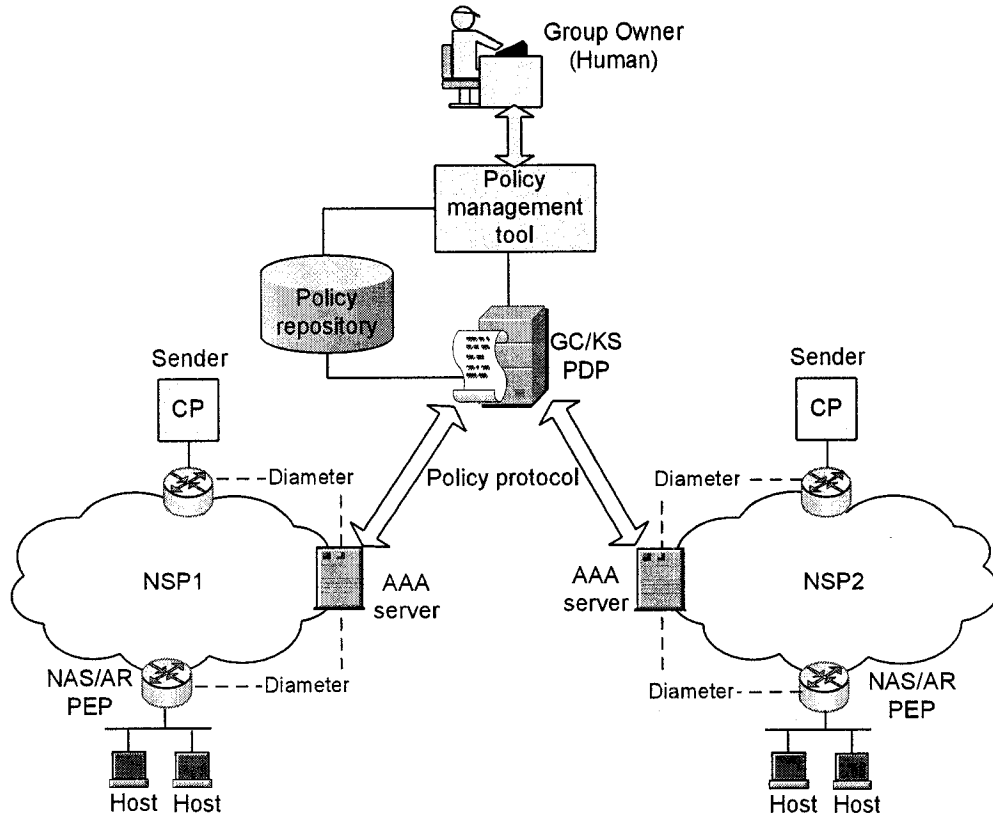 Group Owner
(Human)
Policy
management
tool
Policy
repository
GC/KS
PDP
Sender
CP
Sender
CP
Diameter
Policy protocol
Diameter
NSP1
AAA
server
AAA
server
NSP2
NAS/AR
PEP
Diameter
Diameter
NAS/AR
PEP
Host
Host
Host
Host